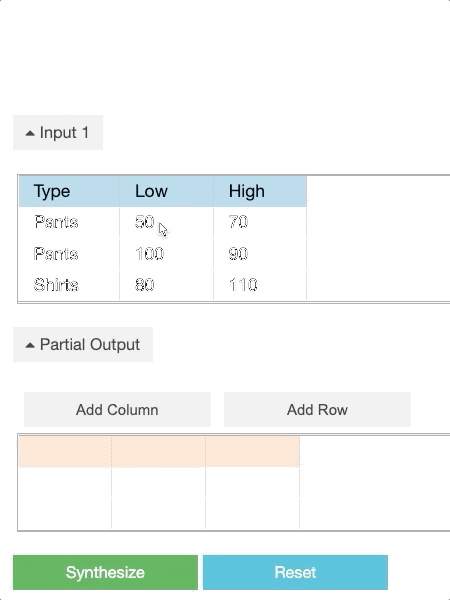 Input 1
Type Low High
Pants 50 70
Pants 100 90
Shirts 80 110
Partial Output
Add Column Add Row
Synthesize Reset